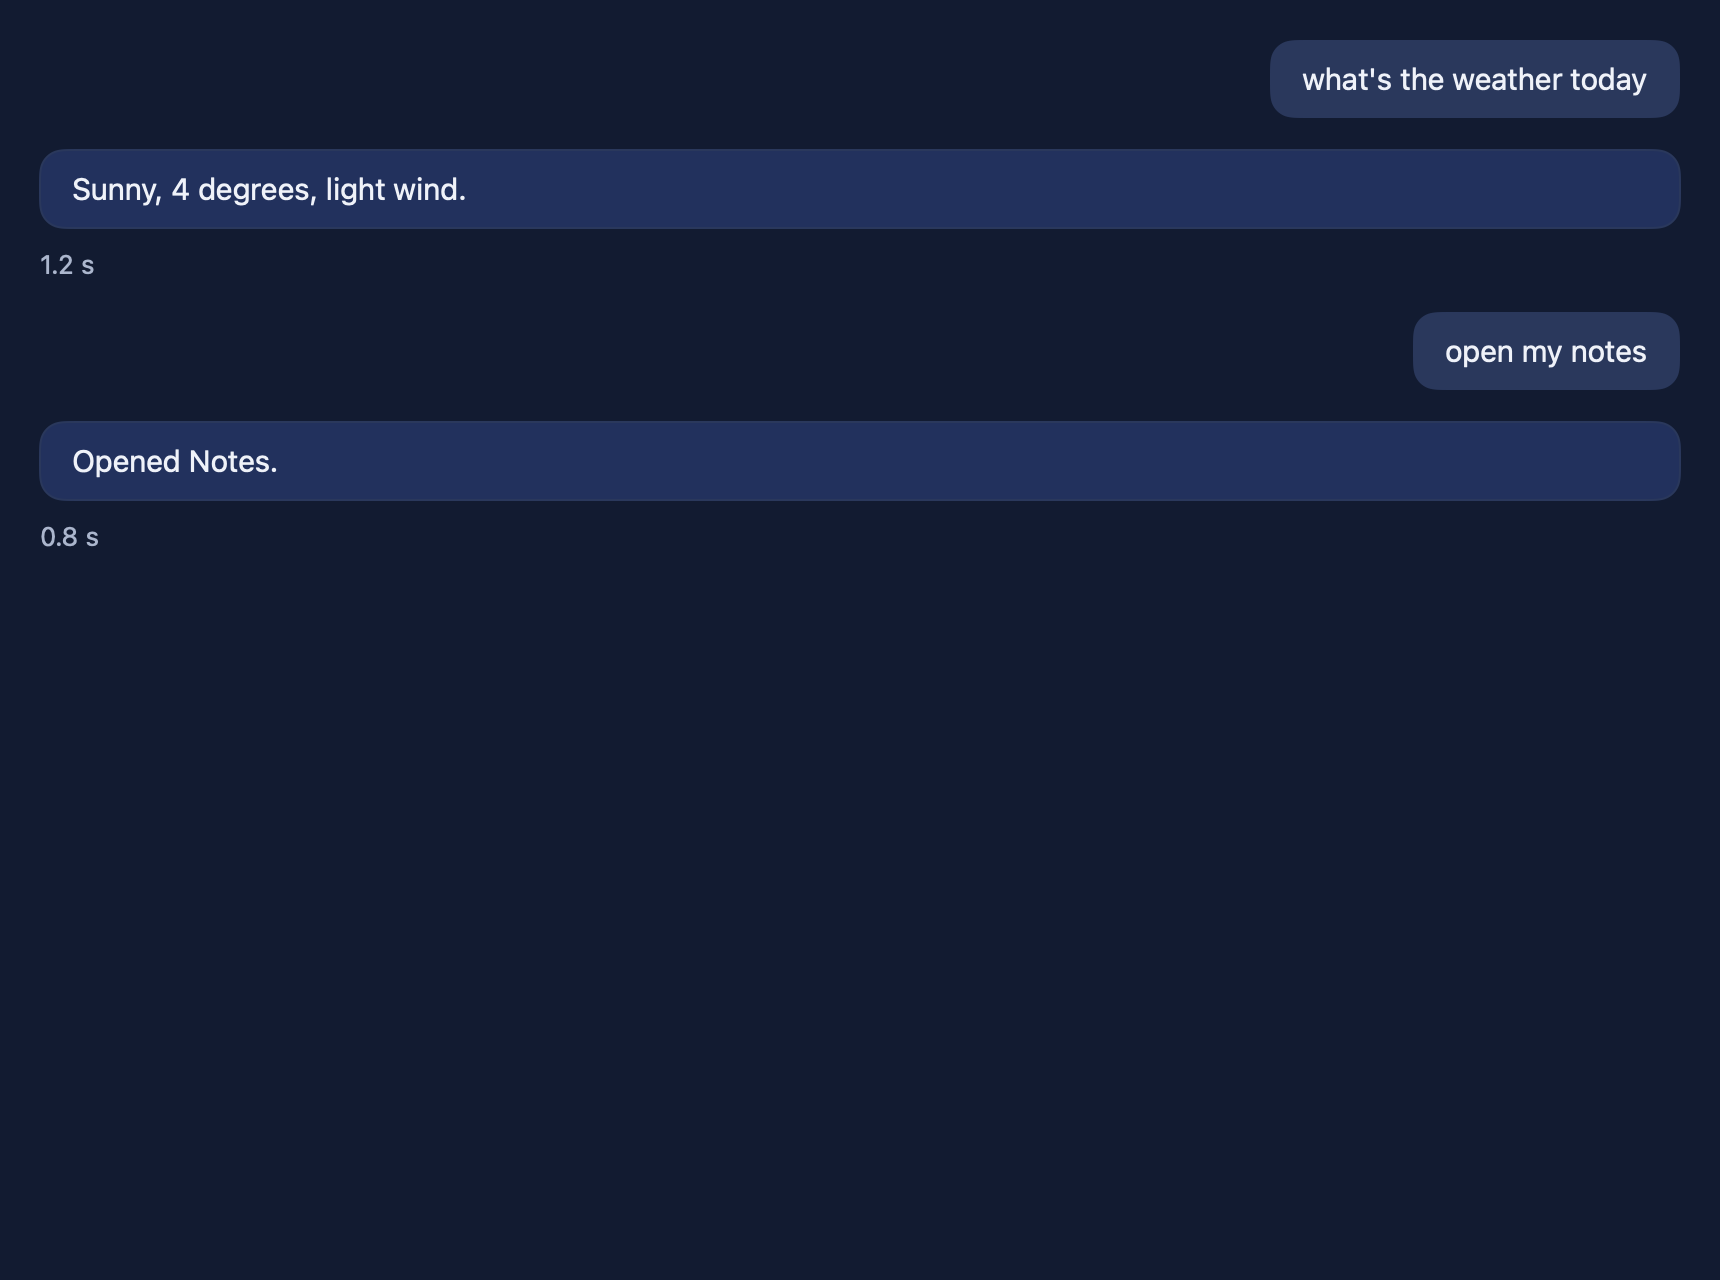 what's the weather today
Sunny, 4 degrees, light wind.
1.2 s
open my notes
Opened Notes.
0.8 s